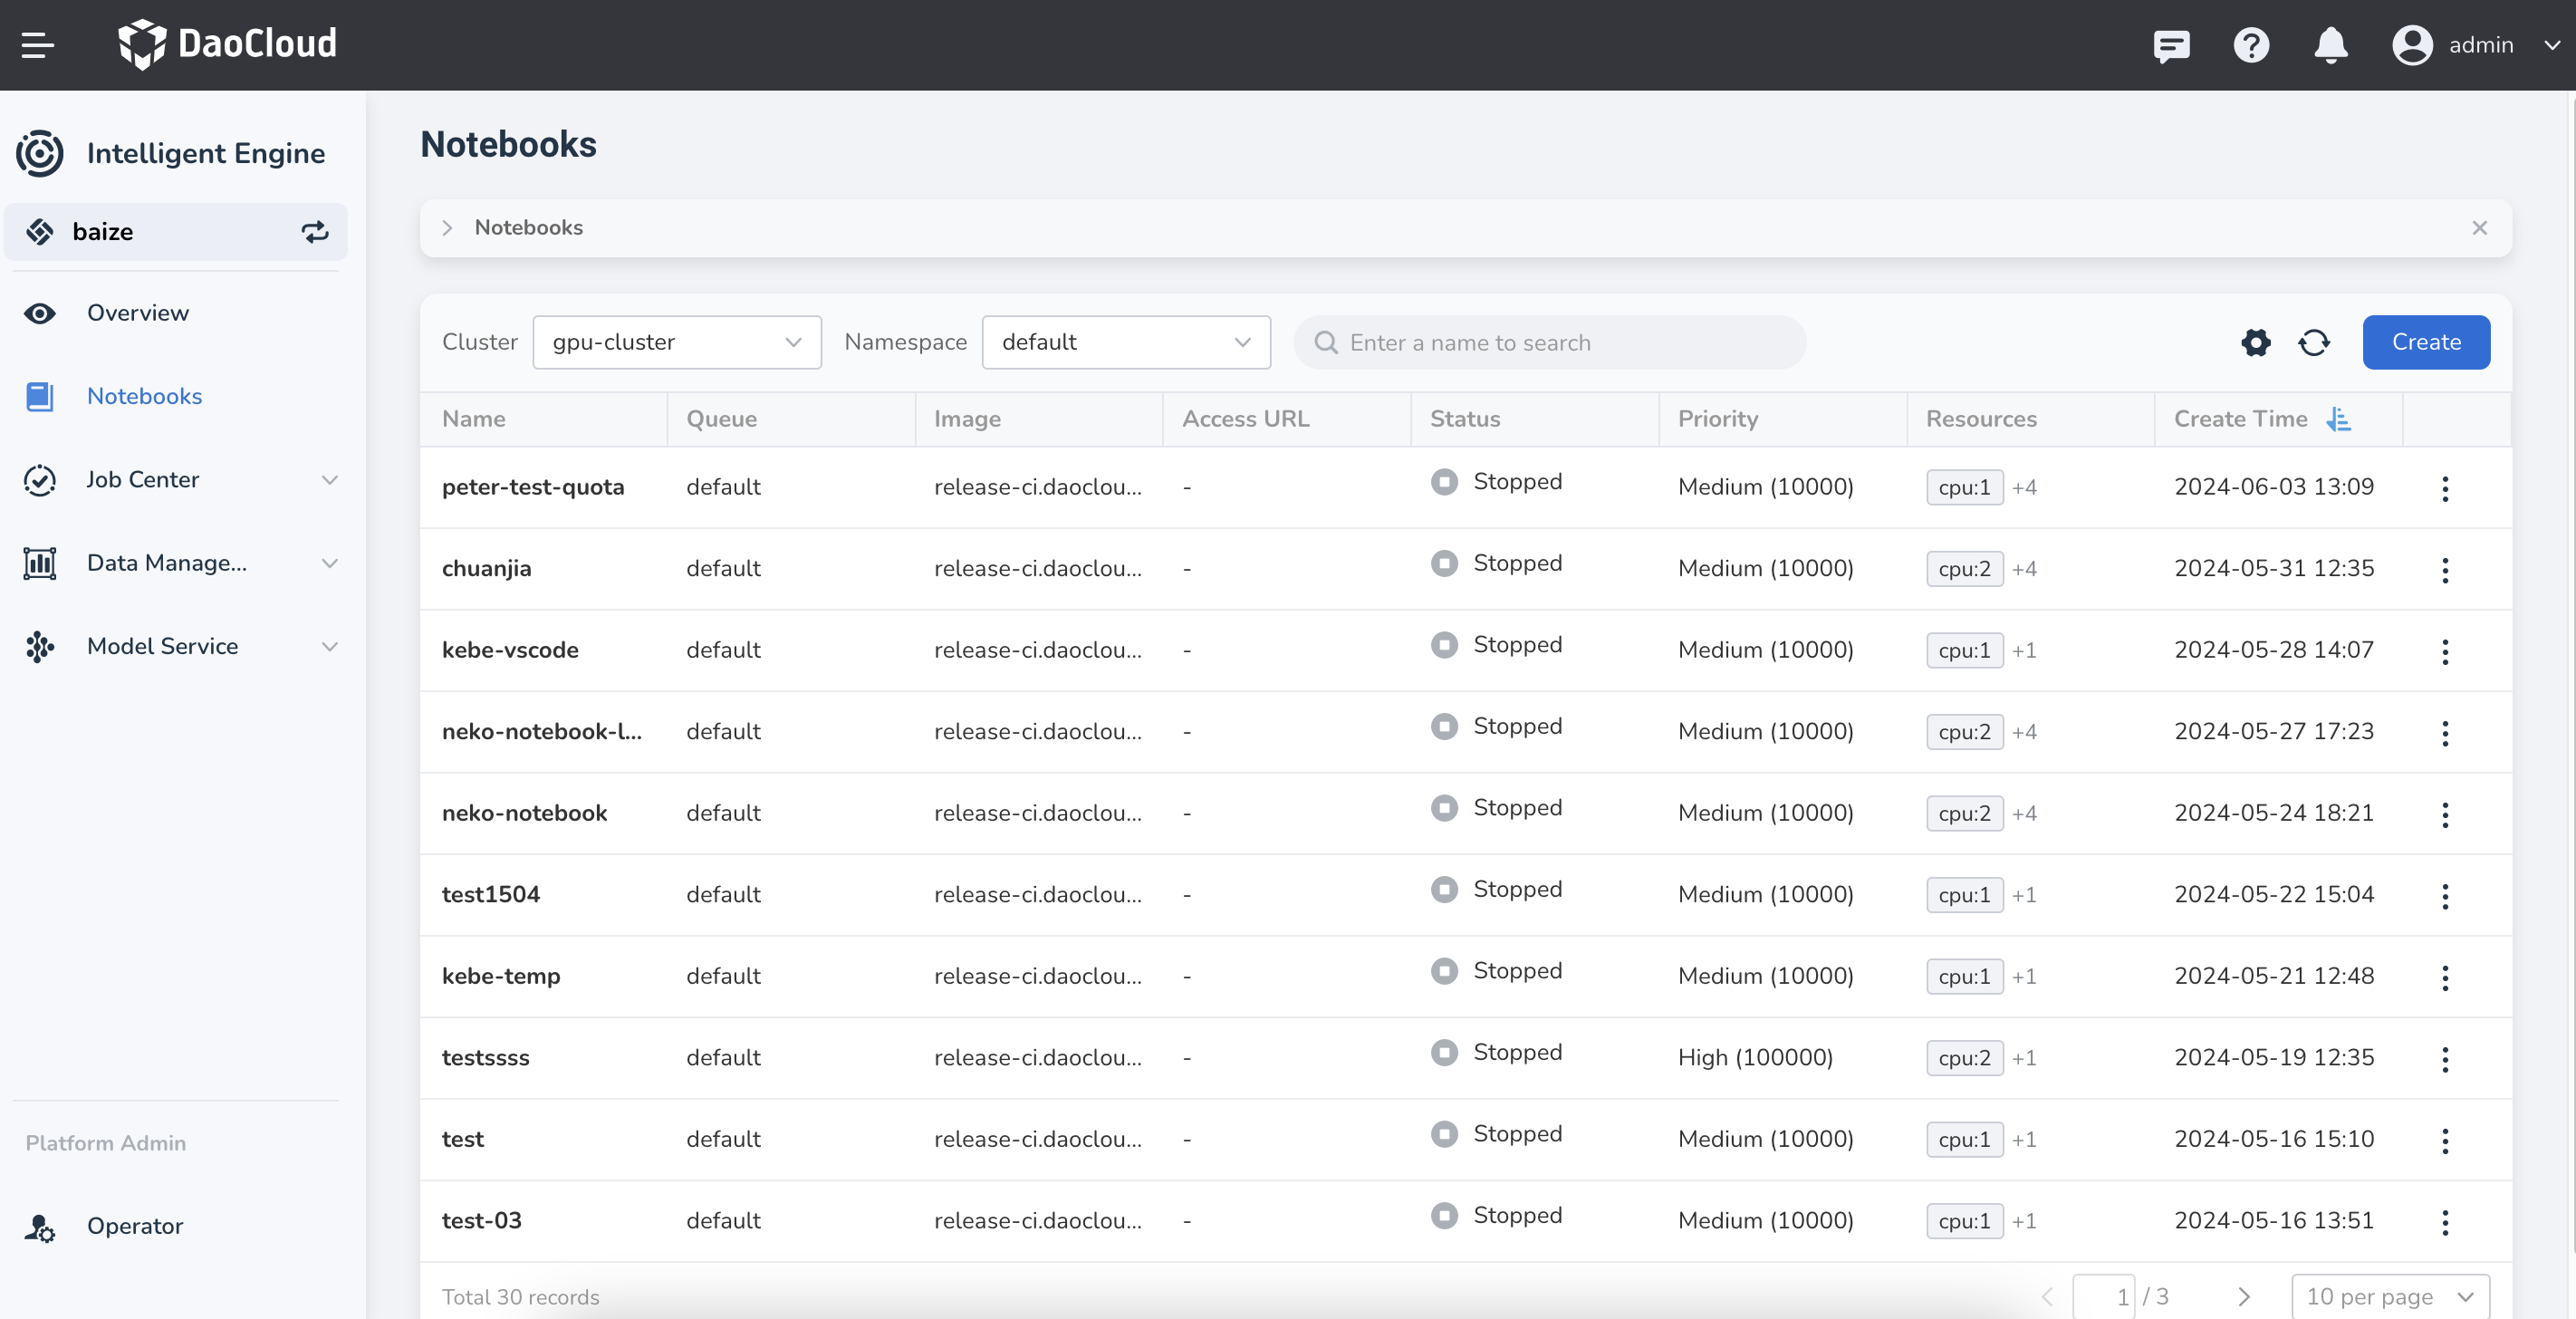 DaoCloud
admin
Intelligent Engine
baize
Overview
Notebooks
Job Center
Data Manage...
Model Service
Platform Admin
Operator
Notebooks
Notebooks
Cluster gpu-cluster Namespace default Enter a name to search Create
Name Queue Image Access URL Status Priority Resources Create Time
peter-test-quota default release-ci.daoclou... - Stopped Medium (10000) cpu:1 +4 2024-06-03 13:09
chuanjia default release-ci.daoclou... - Stopped Medium (10000) cpu:2 +4 2024-05-31 12:35
kebe-vscode default release-ci.daoclou... - Stopped Medium (10000) cpu:1 +1 2024-05-28 14:07
neko-notebook-l... default release-ci.daoclou... - Stopped Medium (10000) cpu:2 +4 2024-05-27 17:23
neko-notebook default release-ci.daoclou... - Stopped Medium (10000) cpu:2 +4 2024-05-24 18:21
test1504 default release-ci.daoclou... - Stopped Medium (10000) cpu:1 +1 2024-05-22 15:04
kebe-temp default release-ci.daoclou... - Stopped Medium (10000) cpu:1 +1 2024-05-21 12:48
testssss default release-ci.daoclou... - Stopped High (100000) cpu:2 +1 2024-05-19 12:35
test default release-ci.daoclou... - Stopped Medium (10000) cpu:1 +1 2024-05-16 15:10
test-03 default release-ci.daoclou... - Stopped Medium (10000) cpu:1 +1 2024-05-16 13:51
Total 30 records 1 / 3 10 per page